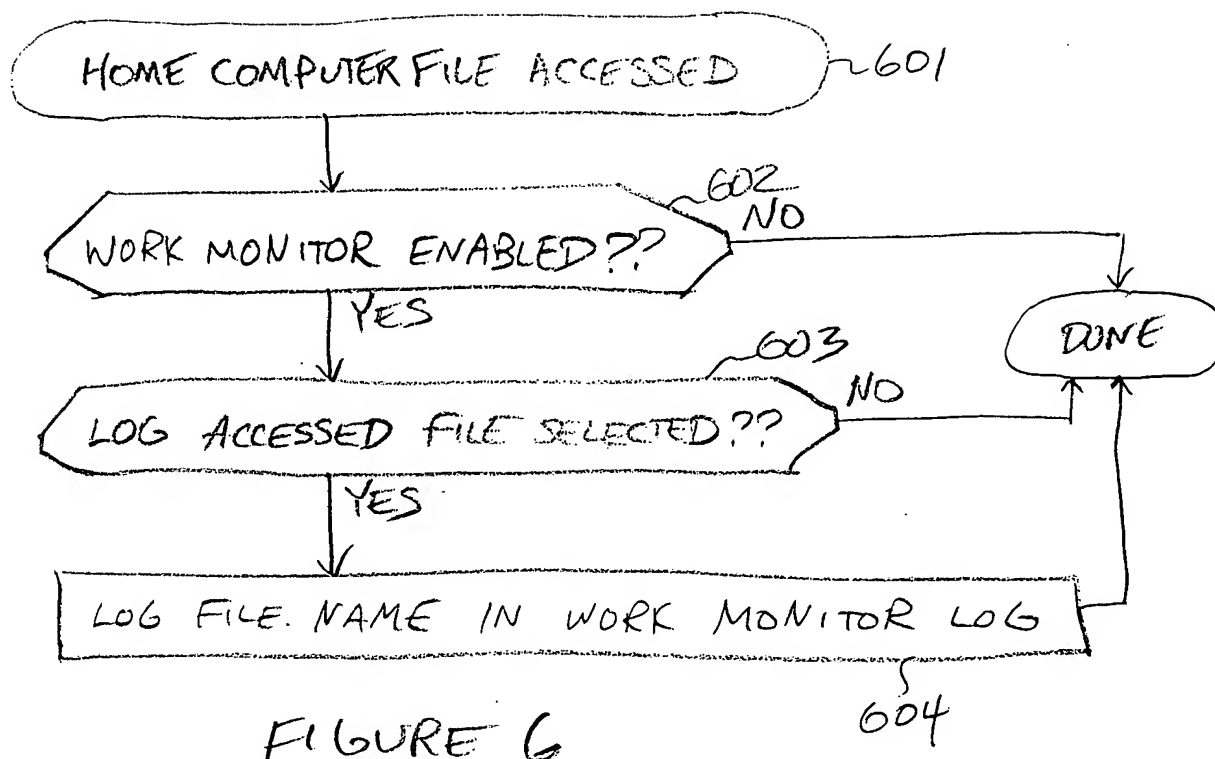 HOME COMPUTER FILE ACCESSED
601
602
WORK MONITOR ENABLED??
NO
YES
DONE
603
LOG ACCESSED FILE SELECTED??
NO
YES
LOG FILE. NAME IN WORK MONITOR LOG
604
FIGURE 6